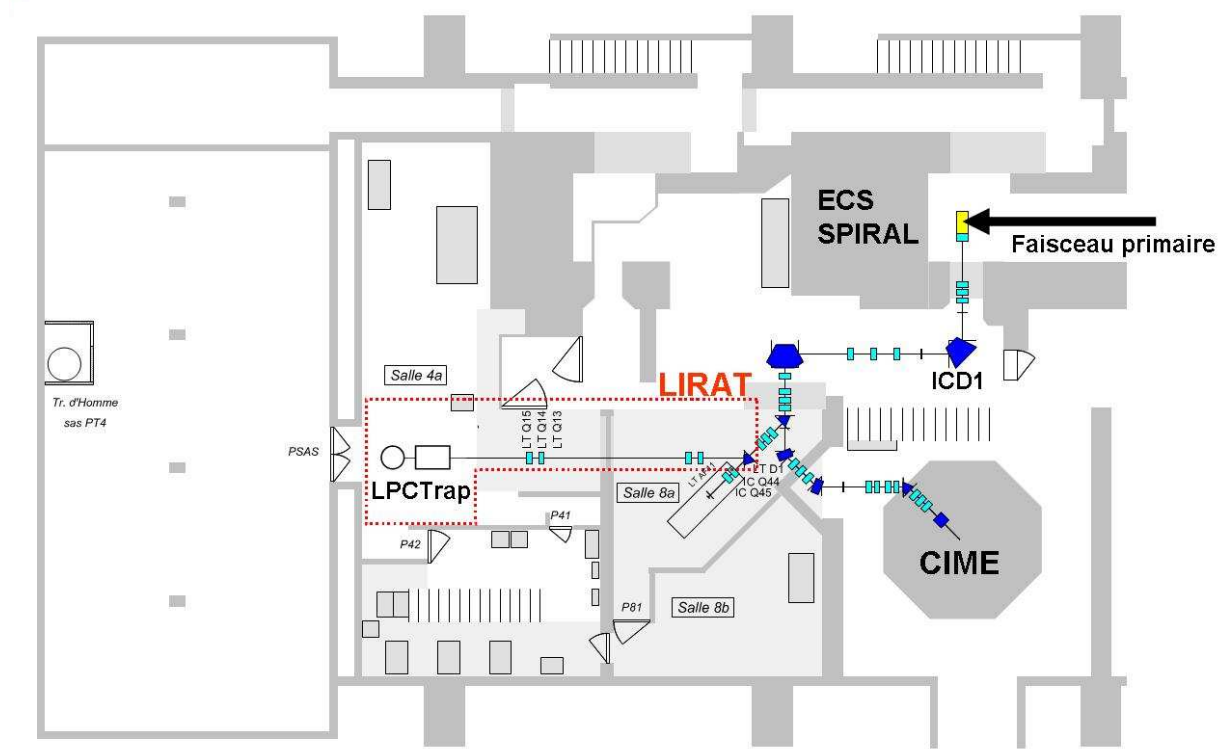 ECS
SPIRAL
Faisceau primaire
ICD1
LIRAT
Salle 4a
Tr. d'Homme
sas PT4
LT Q15
LT Q14
LT Q13
PSAS
LPCTrap
LT D1
IC Q44
IC Q45
Salle 8a
P41
P42
CIME
P81
Salle 8b